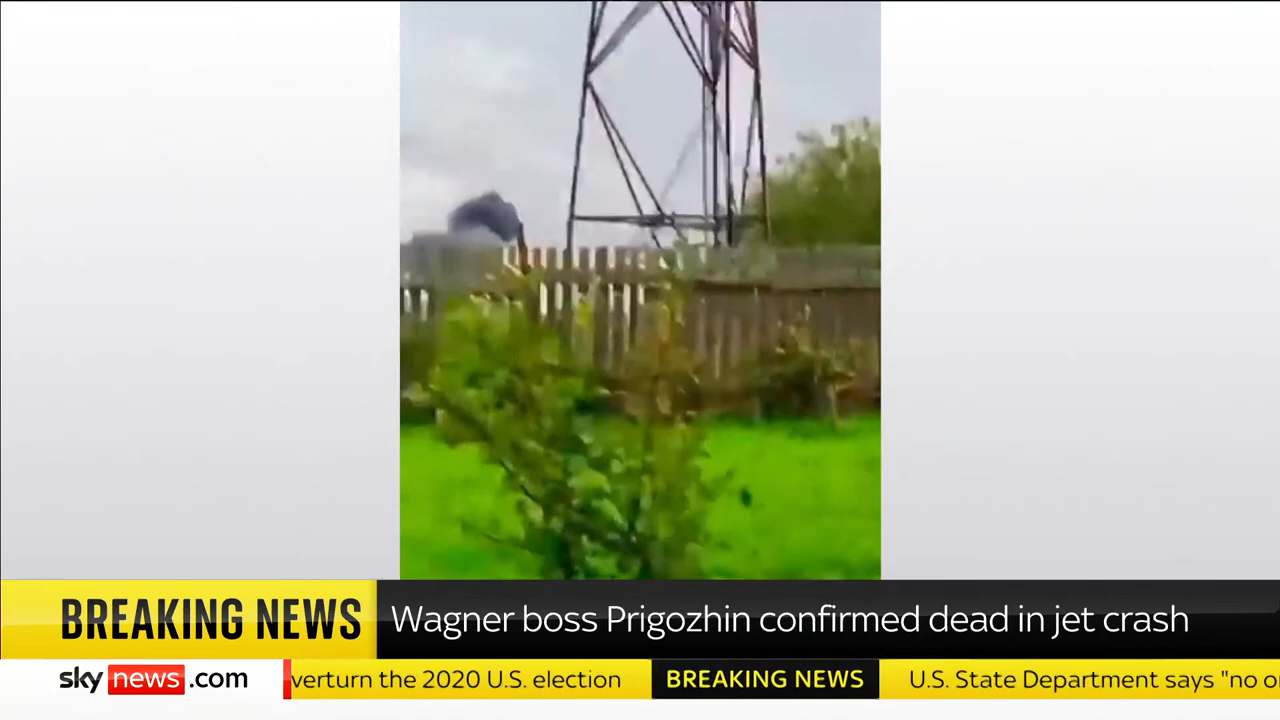 BREAKING NEWS
Wagner boss Prigozhin confirmed dead in jet crash
sky news .com
verturn the 2020 U.S. election
BREAKING NEWS
U.S. State Department says "no